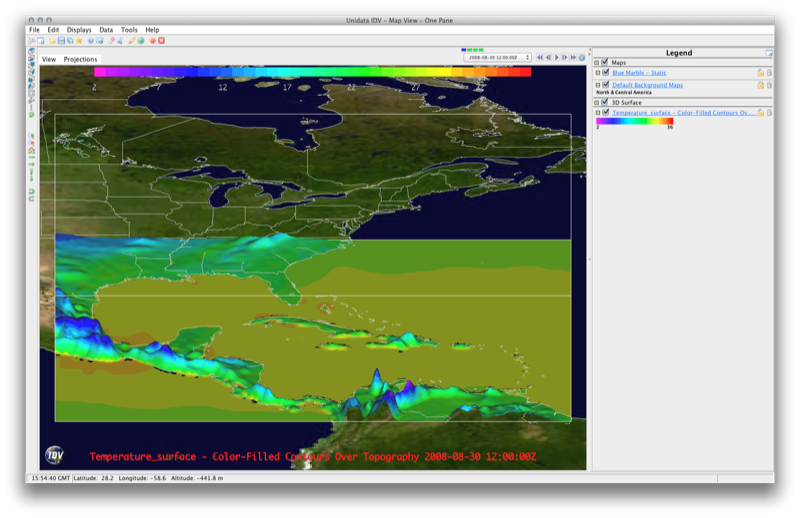 Unidata IDV - Map View - One Pane
File Edit Displays Data Tools Help
View Projections
2008-08-30 12:00:00Z
2 7 12 17 22
Legend
Maps
Blue Marble - Static
Default Background Maps
North & Central America
3D Surface
Temperature_surface - Color-Filled Contours Ov...
2 36
Temperature_surface - Color-Filled Contours Over Topography 2008-08-30 12:00:00Z
IDV
15:54:40 GMT Latitude: 28.2 Longitude: -58.6 Altitude: -441.8 m